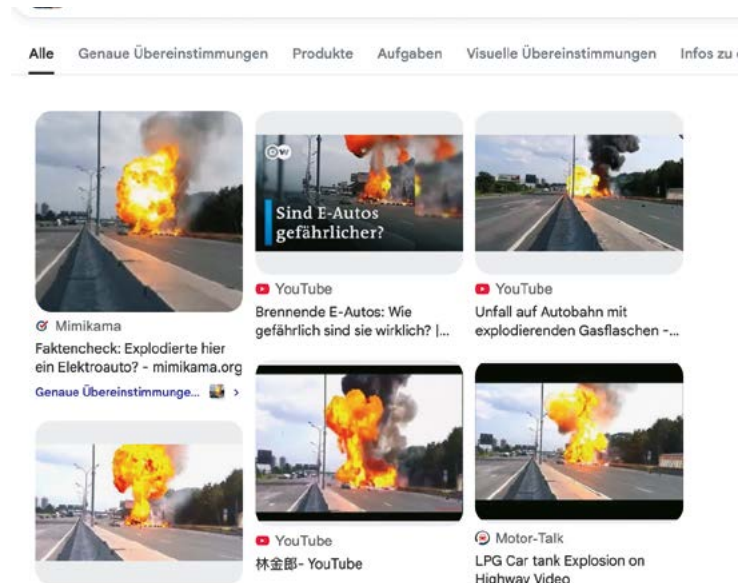 Alle Genaue Übereinstimmungen Produkte Aufgaben Visuelle Übereinstimmungen Infos zu
Mimikama
Faktencheck: Explodierte hier
ein Elektroauto? - mimikama.org
Genaue Übereinstimmunge...
DW
Sind E-Autos
gefährlicher?
YouTube
Brennende E-Autos: Wie
gefährlich sind sie wirklich? |...
YouTube
Unfall auf Autobahn mit
explodierenden Gasflaschen -...
YouTube
林金郎- YouTube
Motor-Talk
LPG Car tank Explosion on
Highway Video